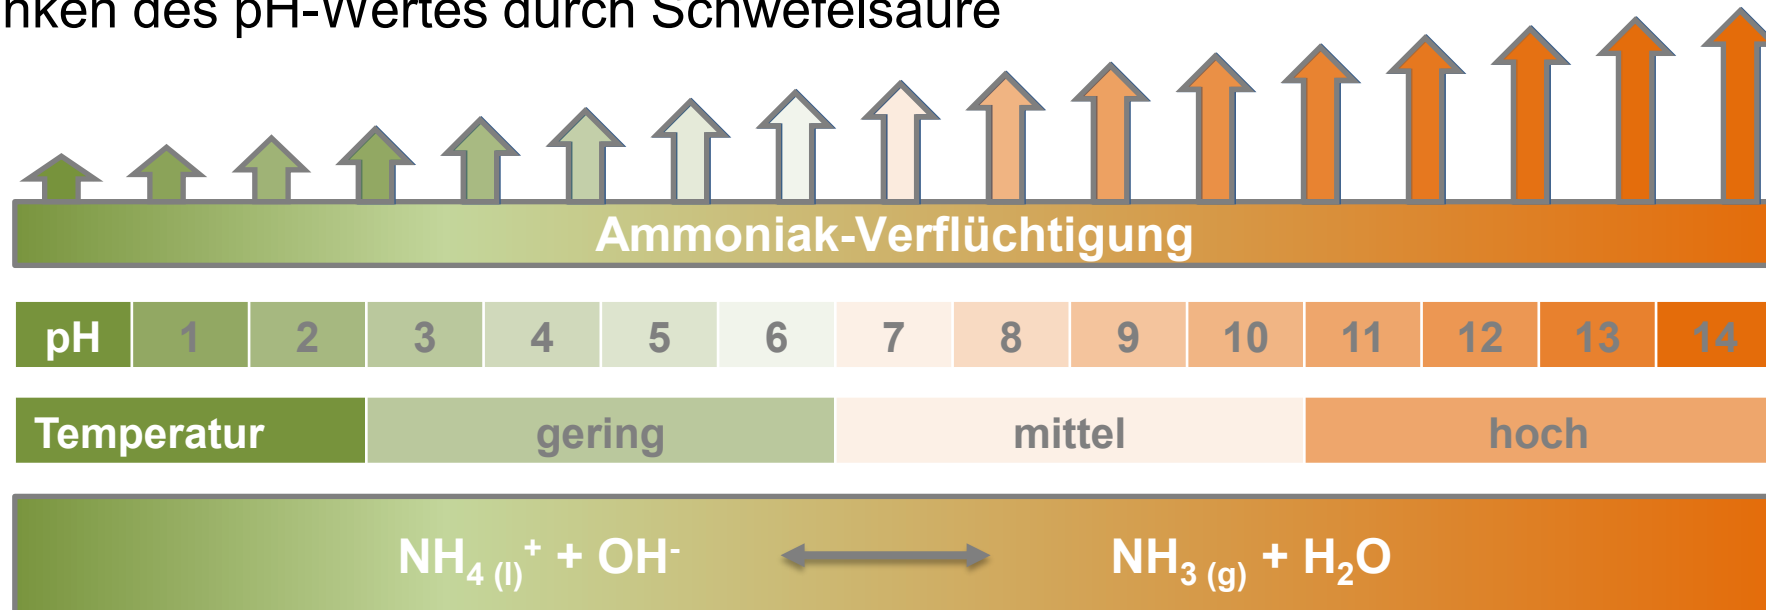 des pH-Wertes durch Schwefelsäure
Ammoniak-Verflüchtigung
pH 1 2 3 4 5 6 7 8 9 10 11 12 13 14
Temperatur gering mittel hoch
NH₄ ₍ₗ₎⁺ + OH⁻ ⟷ NH₃ (g) + H₂O